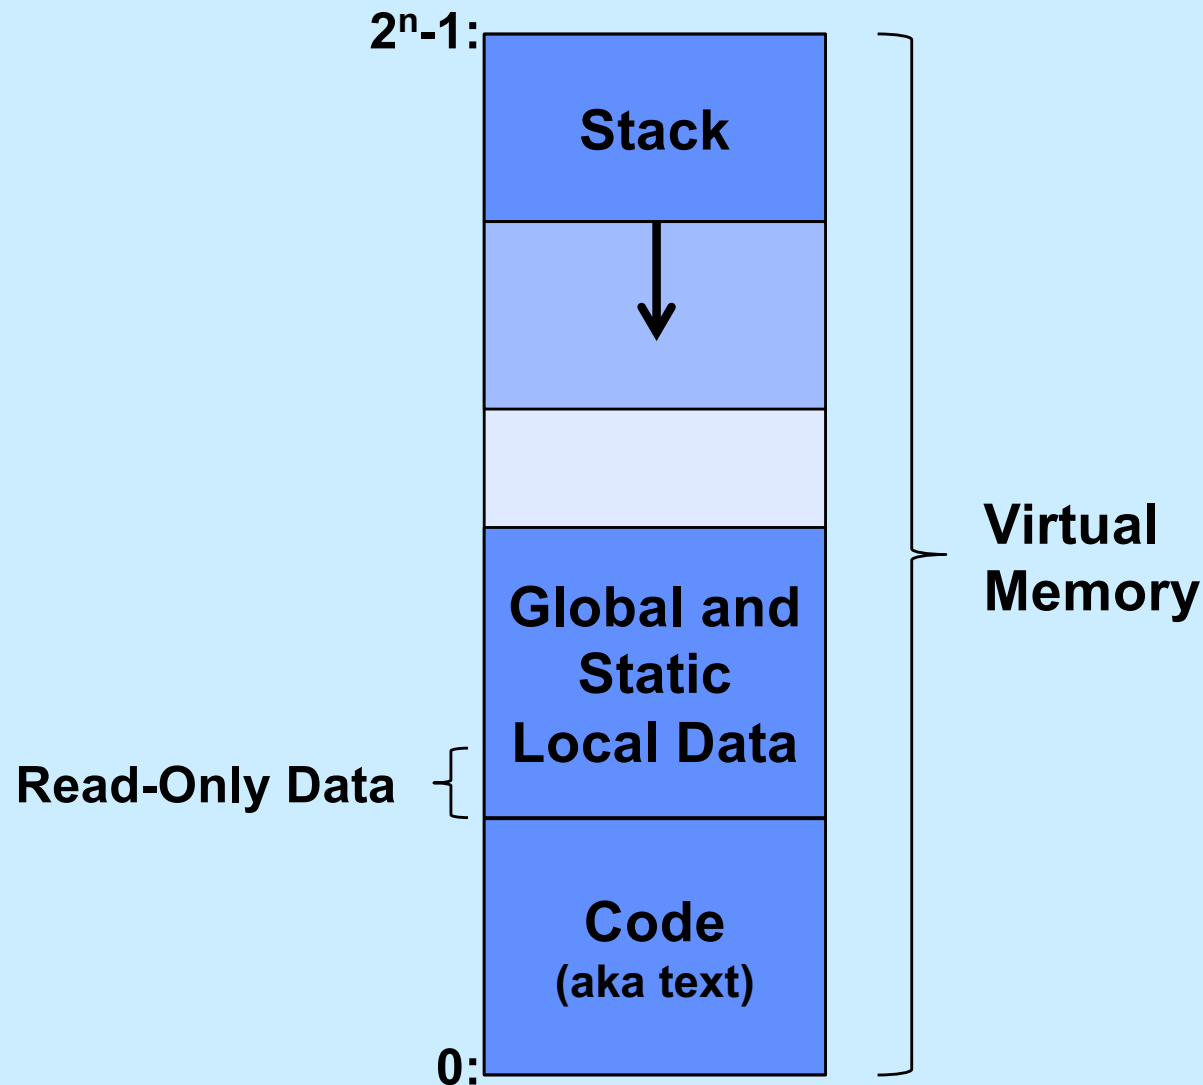 2ⁿ-1:
Stack
Global and
Static
Local Data
Virtual
Memory
Read-Only Data
Code
(aka text)
0: